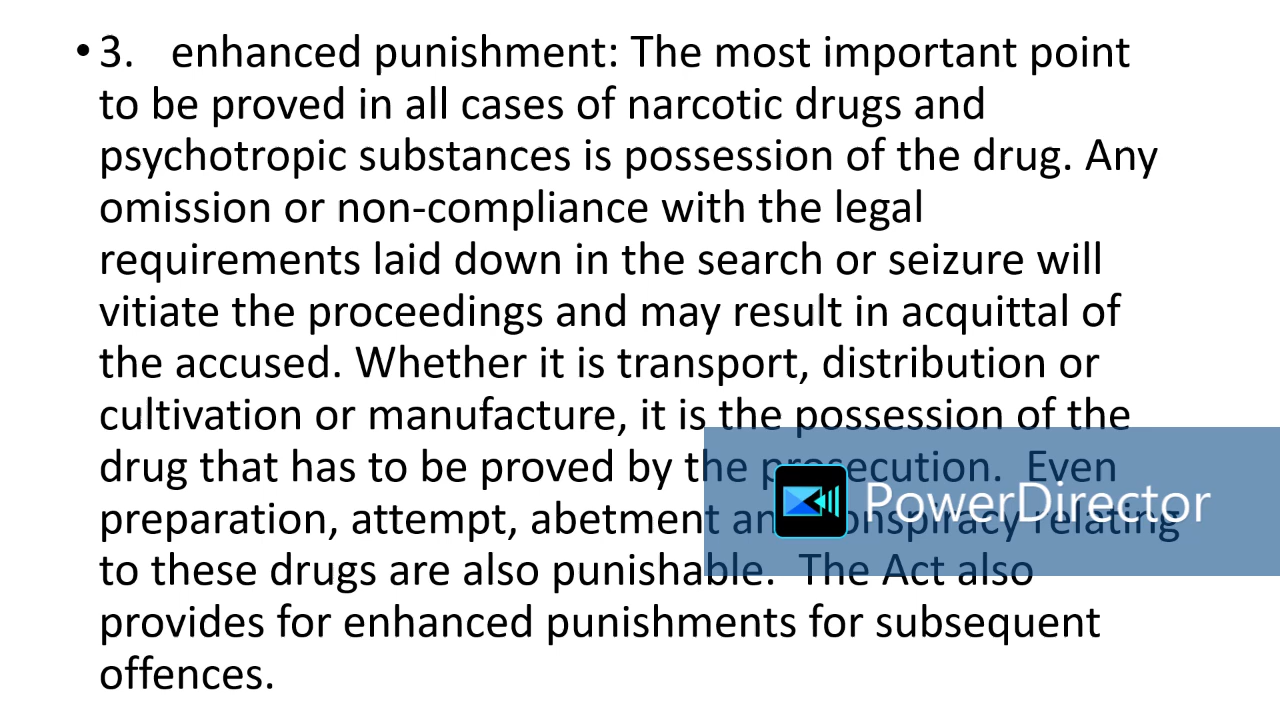 • 3. enhanced punishment: The most important point
to be proved in all cases of narcotic drugs and
psychotropic substances is possession of the drug. Any
omission or non-compliance with the legal
requirements laid down in the search or seizure will
vitiate the proceedings and may result in acquittal of
the accused. Whether it is transport, distribution or
cultivation or manufacture, it is the possession of the
drug that has to be proved by the prosecution. Even
preparation, attempt, abetment and conspiracy relating
to these drugs are also punishable. The Act also
provides for enhanced punishments for subsequent
offences.
PowerDirector